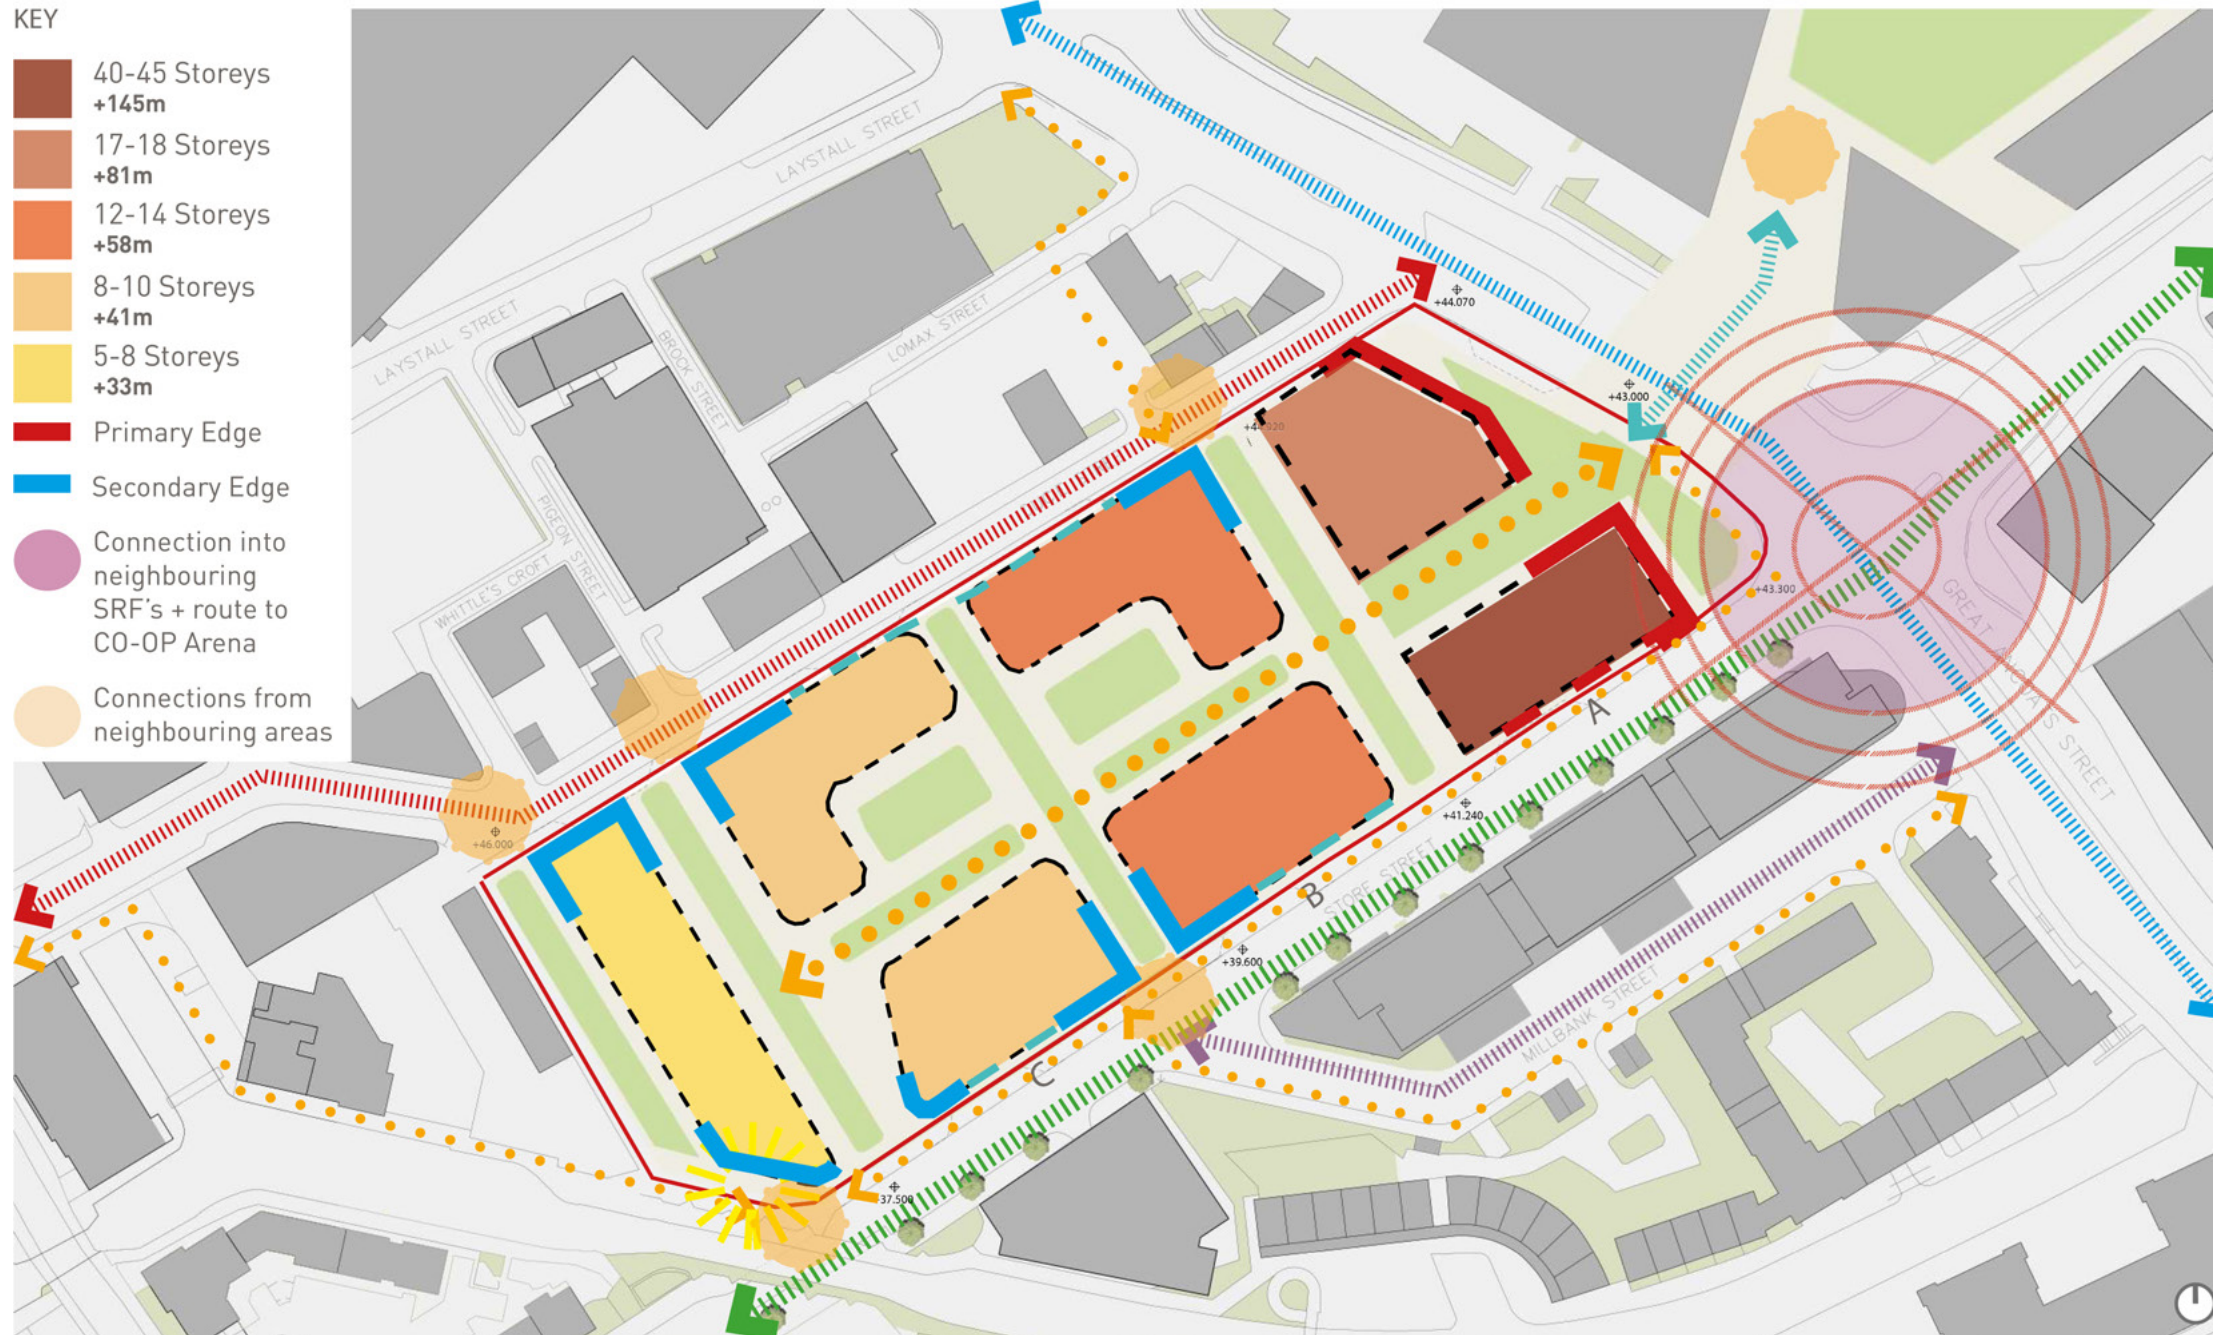 KEY
40-45 Storeys
+145m
17-18 Storeys
+81m
12-14 Storeys
+58m
8-10 Storeys
+41m
5-8 Storeys
+33m
Primary Edge
Secondary Edge
Connection into
neighbouring
SRF's + route to
CO-OP Arena
Connections from
neighbouring areas
LAYSTALL STREET
LAYSTALL STREET
BROCK STREET
LOMAX STREET
PIGEON STREET
WHITTLE'S CROFT
+44.070
+43.000
+44.920
+43.300
GREAT ANCOATS STREET
A
+41.240
STORE STREET
B
+39.600
+46.000
MILLBANK STREET
C
+37.500